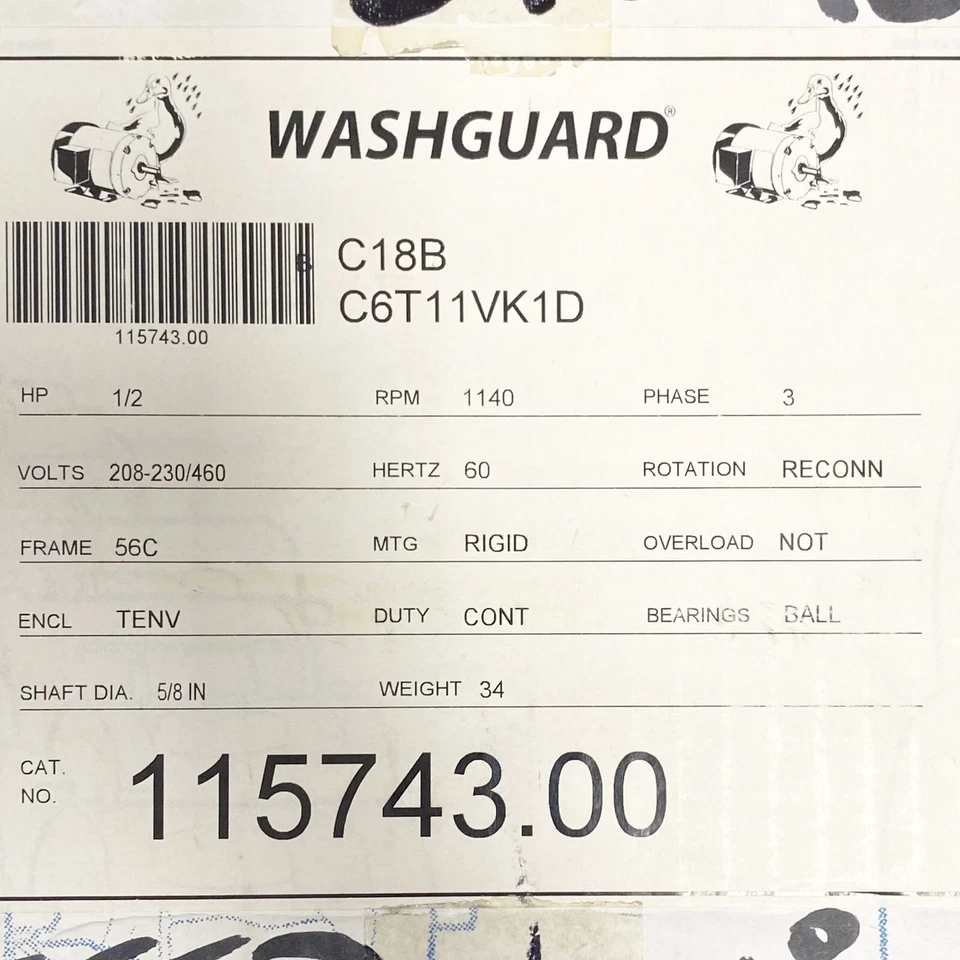 WASHGUARD®
C18B
C6T11VK1D
115743.00
HP 1/2 RPM 1140 PHASE 3
VOLTS 208-230/460 HERTZ 60 ROTATION RECONN
FRAME 56C MTG RIGID OVERLOAD NOT
ENCL TENV DUTY CONT BEARINGS BALL
SHAFT DIA. 5/8 IN WEIGHT 34
CAT. NO. 115743.00